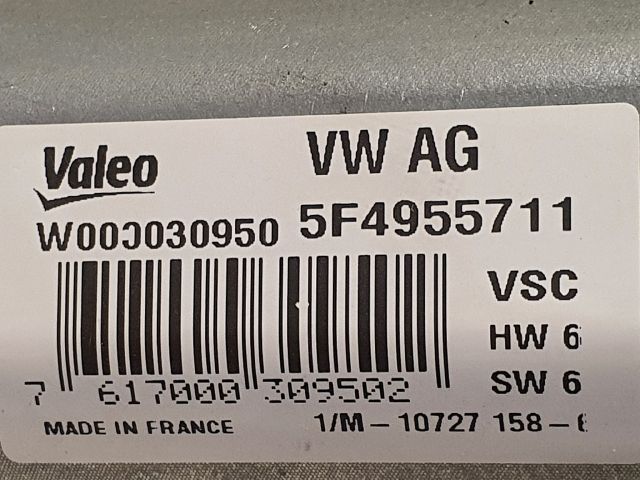 Valeo VW AG
W000030950 5F4955711
VSC
HW 6
SW 6
7 617000 309502
MADE IN FRANCE 1/M-10727 158-